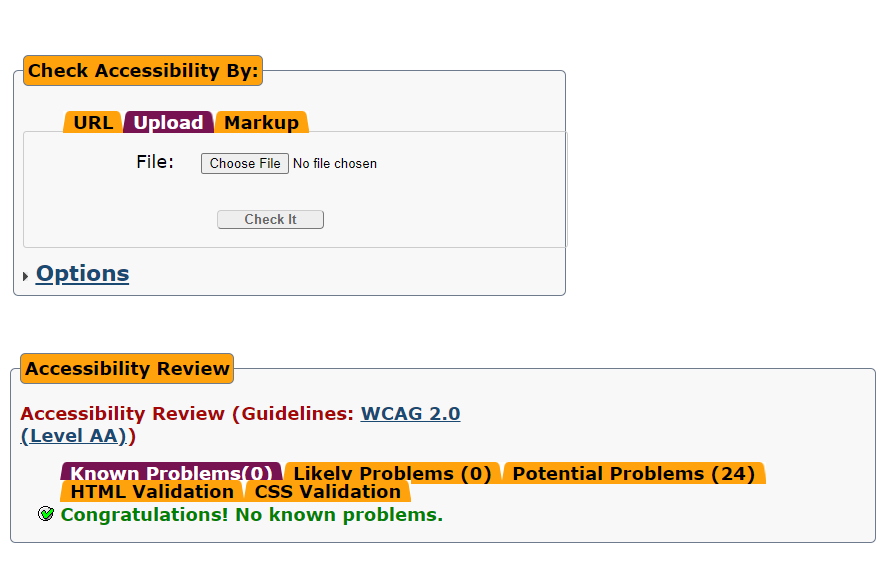 Check Accessibility By:
URL Upload Markup
File: Choose File No file chosen
Check It
Options
Accessibility Review
Accessibility Review (Guidelines: WCAG 2.0
(Level AA))
Known Problems(0) Likely Problems (0) Potential Problems (24)
HTML Validation CSS Validation
Congratulations! No known problems.